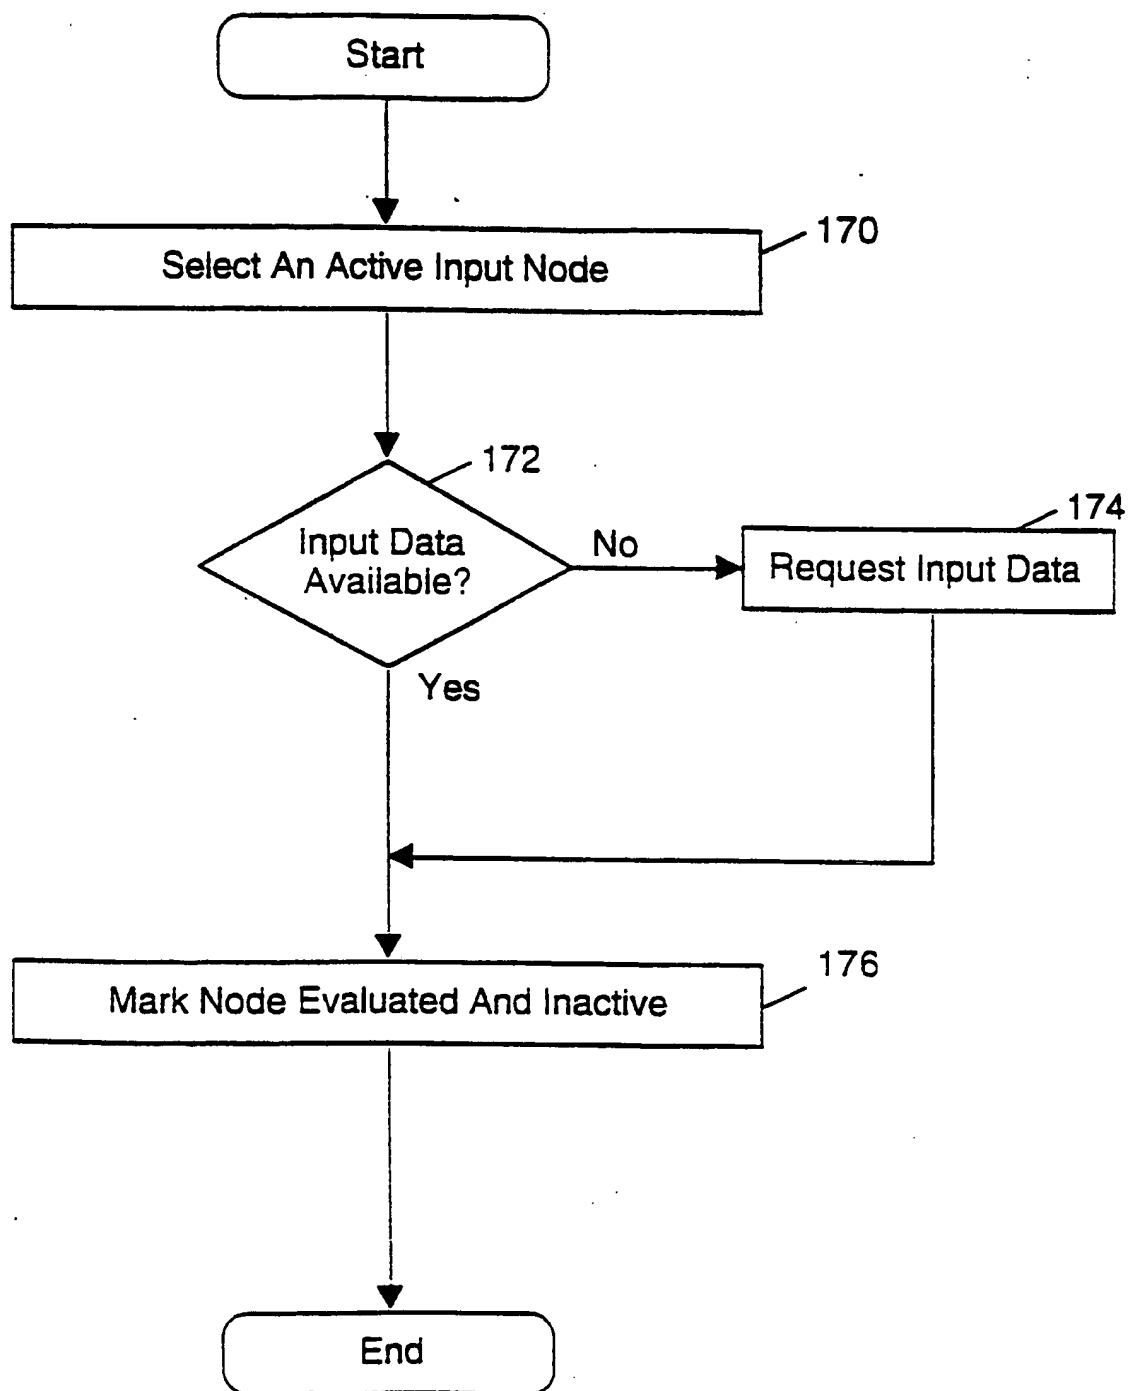 Start
170
Select An Active Input Node
172
Input Data
Available?
No
174
Request Input Data
Yes
176
Mark Node Evaluated And Inactive
End